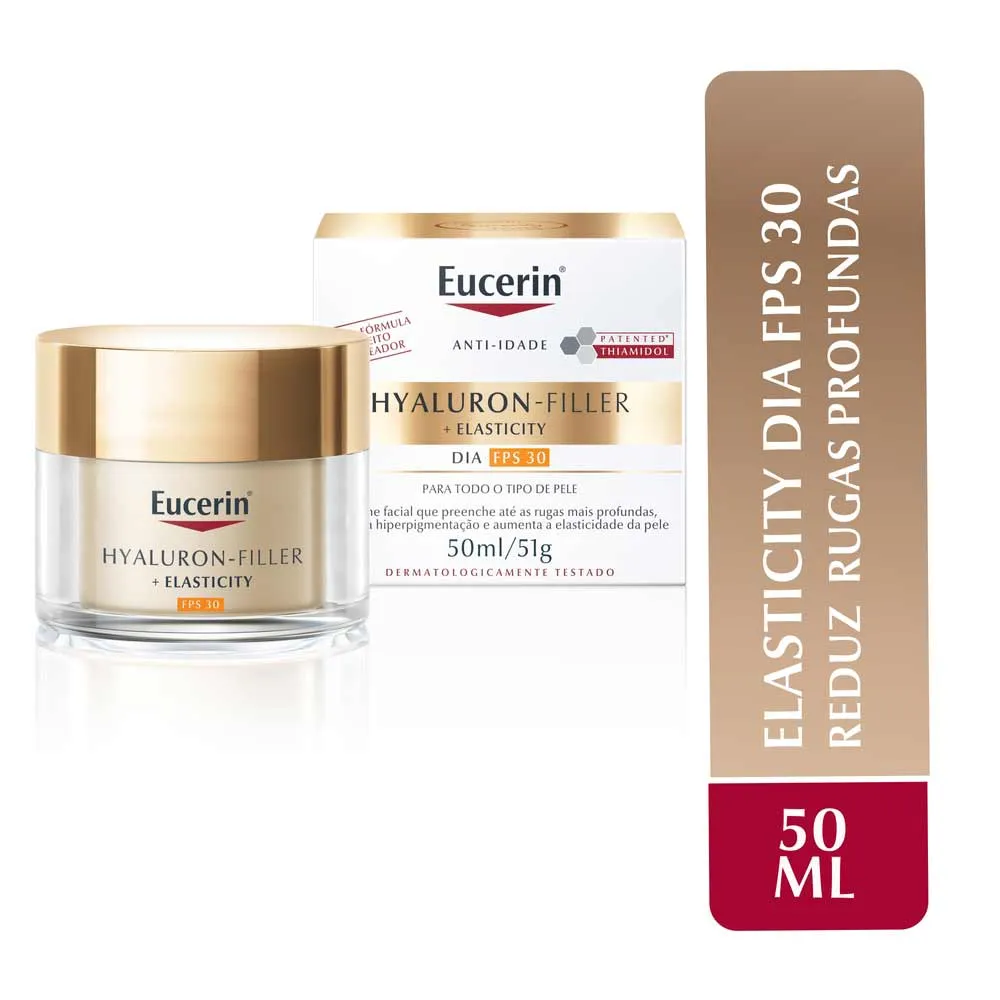 Eucerin®
HYALURON-FILLER
+ ELASTICITY
FPS 30
Eucerin®
FÓRMULA
ANTI-IDADE
PATENTED®
THIAMIDOL
HYALURON-FILLER
+ ELASTICITY
DIA FPS 30
PARA TODO O TIPO DE PELE
facial que preenche até as rugas mais profundas,
a hiperpigmentação e aumenta a elasticidade da pele
50ml/51g
DERMATOLOGICAMENTE TESTADO
ELASTICITY DIA FPS 30
REDUZ RUGAS PROFUNDAS
50
ML